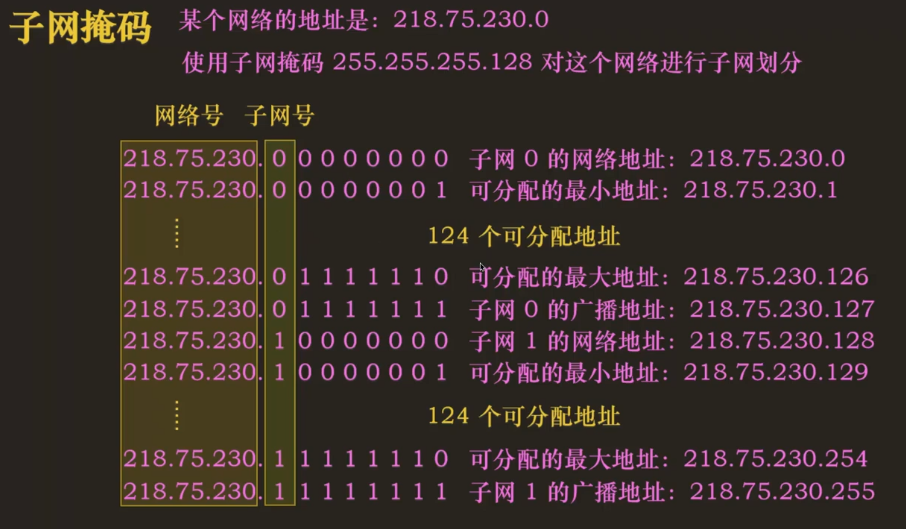 子网掩码 某个网络的地址是：218.75.230.0
使用子网掩码 255.255.255.128 对这个网络进行子网划分
网络号 子网号
218.75.230. 0 0 0 0 0 0 0 0 子网 0 的网络地址：218.75.230.0
218.75.230. 0 0 0 0 0 0 0 1 可分配的最小地址：218.75.230.1
⋮ 124 个可分配地址
218.75.230. 0 1 1 1 1 1 1 0 可分配的最大地址：218.75.230.126
218.75.230. 0 1 1 1 1 1 1 1 子网 0 的广播地址：218.75.230.127
218.75.230. 1 0 0 0 0 0 0 0 子网 1 的网络地址：218.75.230.128
218.75.230. 1 0 0 0 0 0 0 1 可分配的最小地址：218.75.230.129
⋮ 124 个可分配地址
218.75.230. 1 1 1 1 1 1 1 0 可分配的最大地址：218.75.230.254
218.75.230. 1 1 1 1 1 1 1 1 子网 1 的广播地址：218.75.230.255